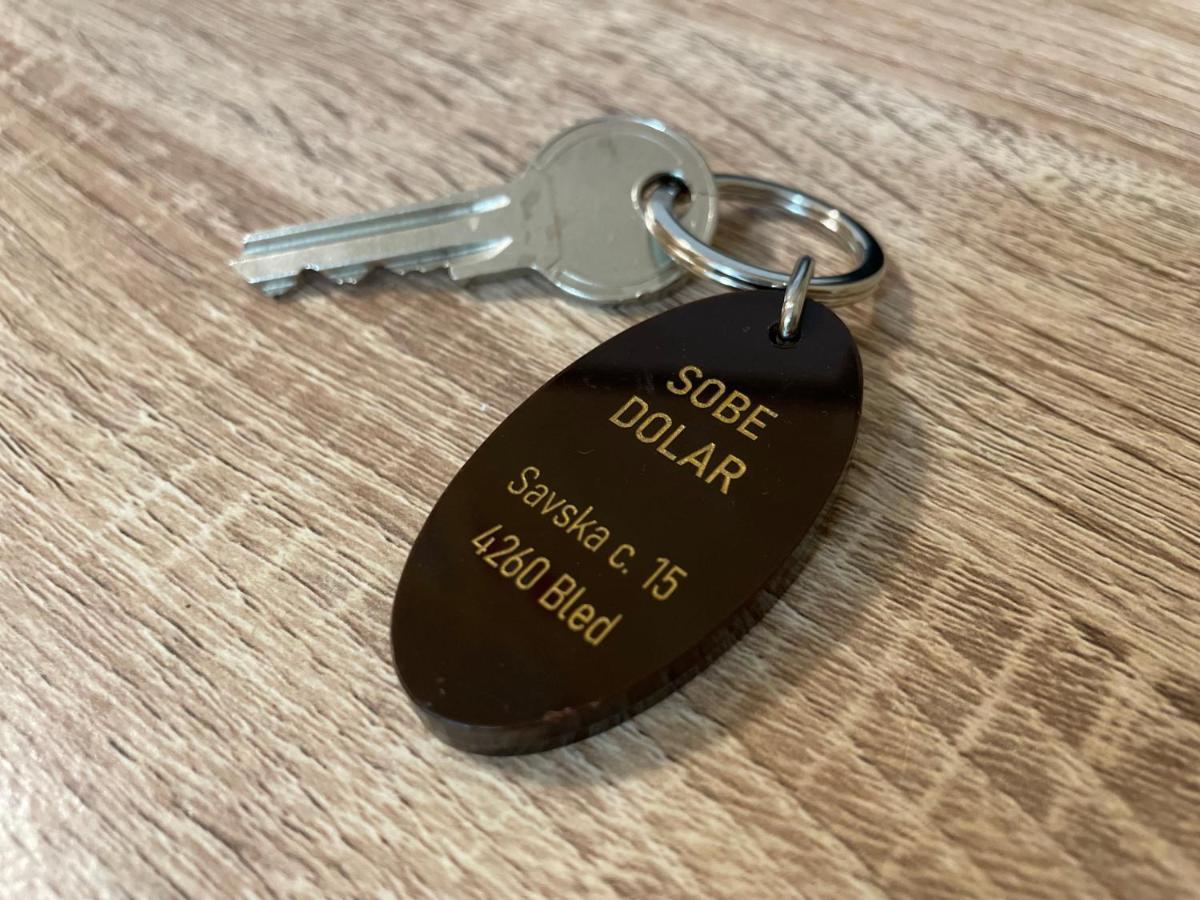 SOBE
DOLAR
Savska c. 15
4260 Bled